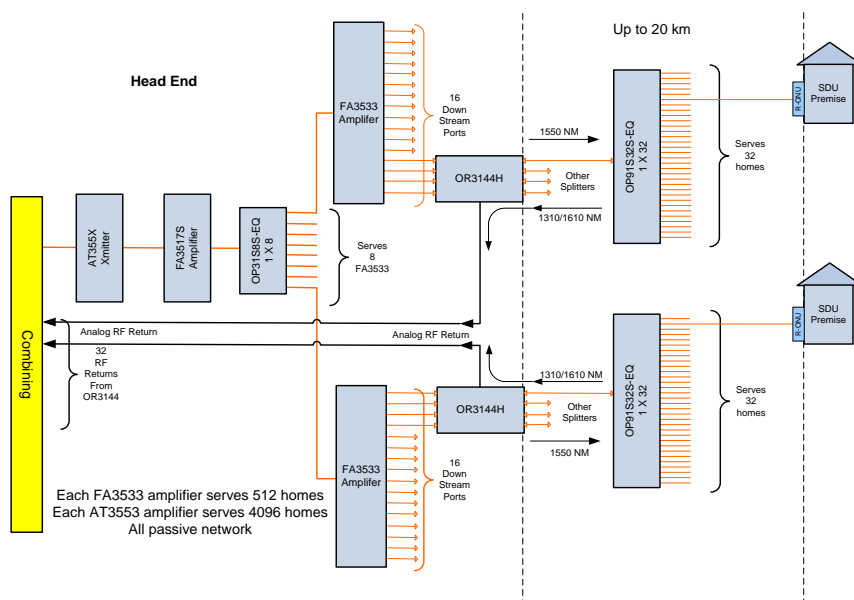 Head End
Up to 20 km
FA3533
Amplifer
16
Down
Stream
Ports
1550 NM
OR3144H
Other
Splitters
1310/1610 NM
OP91S32S-EQ
1 X 32
Serves
32
homes
R-ONU
SDU
Premise
AT355X
Xmitter
FA3517S
Amplifier
OP31S8S-EQ
1 X 8
Serves
8
FA3533
Combining
Analog RF Return
Analog RF Return
32
RF
Returns
From
OR3144
1310/1610 NM
OR3144H
Other
Splitters
1550 NM
OP91S32S-EQ
1 X 32
Serves
32
homes
R-ONU
SDU
Premise
FA3533
Amplifer
16
Down
Stream
Ports
Each FA3533 amplifier serves 512 homes
Each AT3553 amplifier serves 4096 homes
All passive network